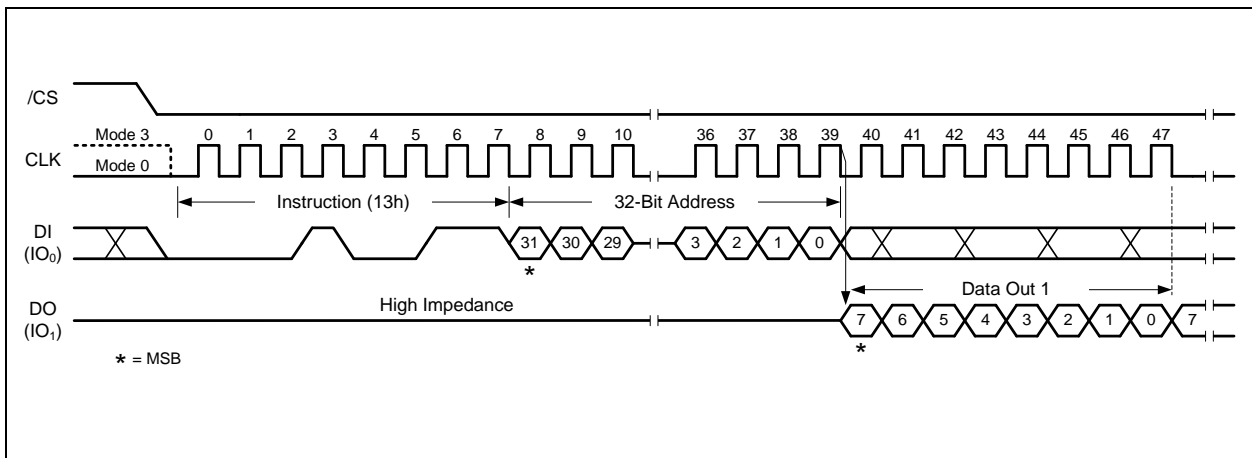 /CS
Mode 3 0 1 2 3 4 5 6 7 8 9 10 36 37 38 39 40 41 42 43 44 45 46 47
CLK
Mode 0
Instruction (13h) 32-Bit Address
DI
(IO₀)
31 30 29 3 2 1 0
*
High Impedance
Data Out 1
DO
(IO₁)
7 6 5 4 3 2 1 0 7
*
* = MSB